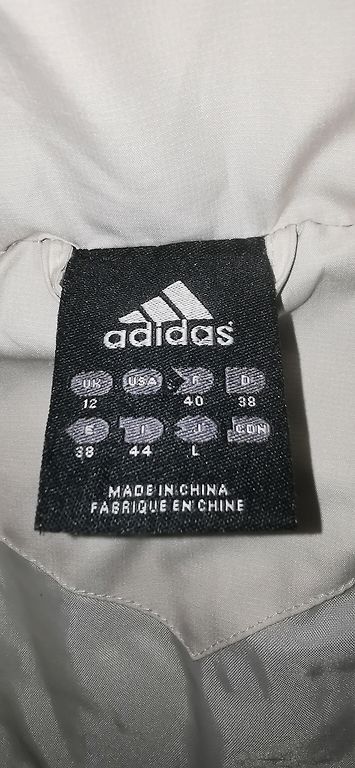 adidas
UK USA F D
12 40 38
E I J CDN
38 44 L
MADE IN CHINA
FABRIQUE EN CHINE